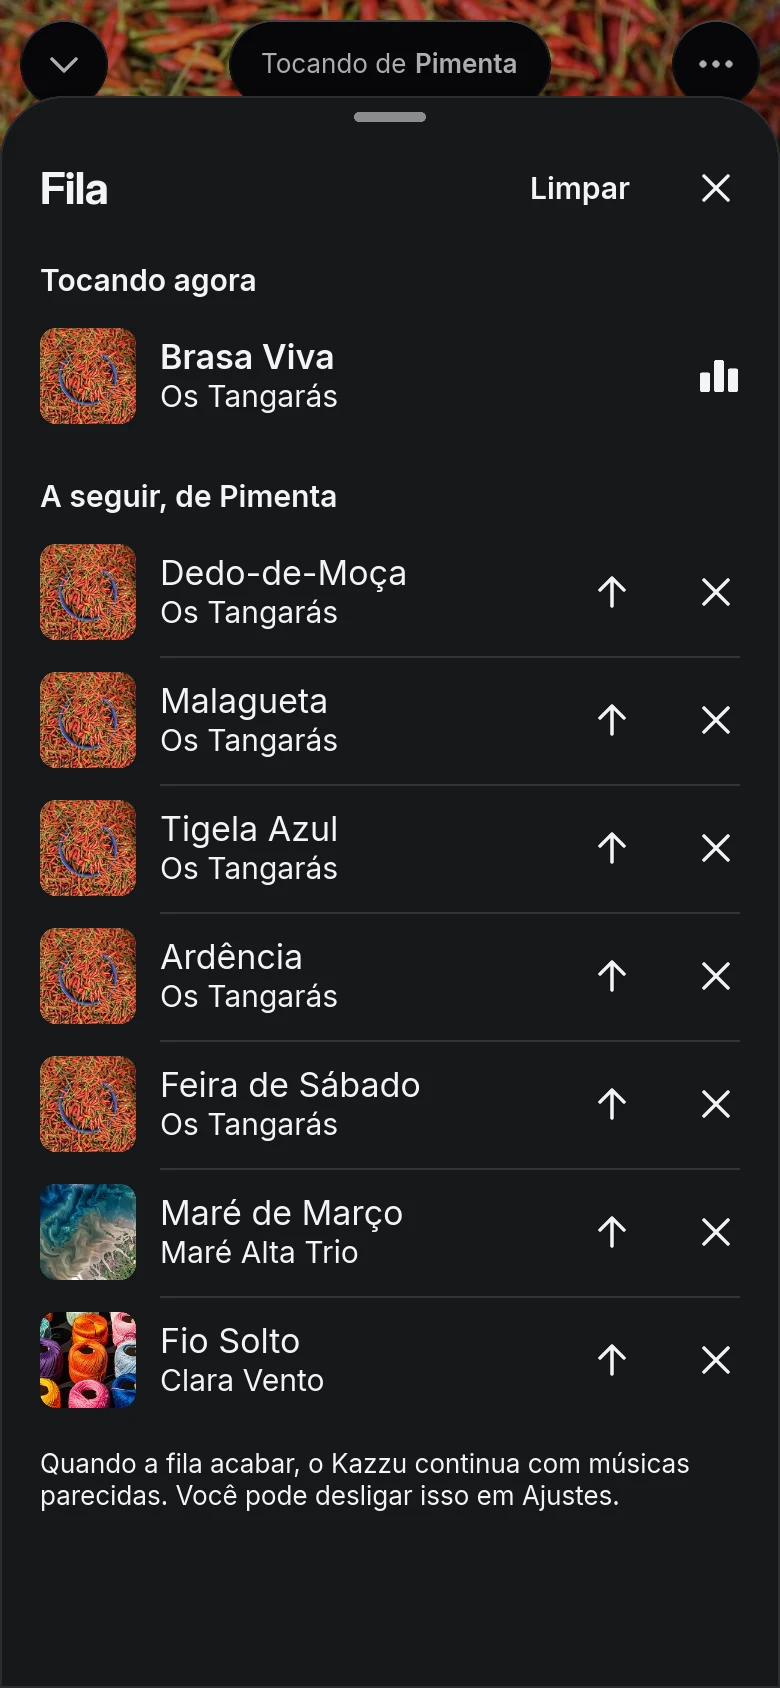 Tocando de Pimenta
Fila
Limpar
Tocando agora
Brasa Viva
Os Tangarás
A seguir, de Pimenta
Dedo-de-Moça
Os Tangarás
Malagueta
Os Tangarás
Tigela Azul
Os Tangarás
Ardência
Os Tangarás
Feira de Sábado
Os Tangarás
Maré de Março
Maré Alta Trio
Fio Solto
Clara Vento
Quando a fila acabar, o Kazzu continua com músicas
parecidas. Você pode desligar isso em Ajustes.